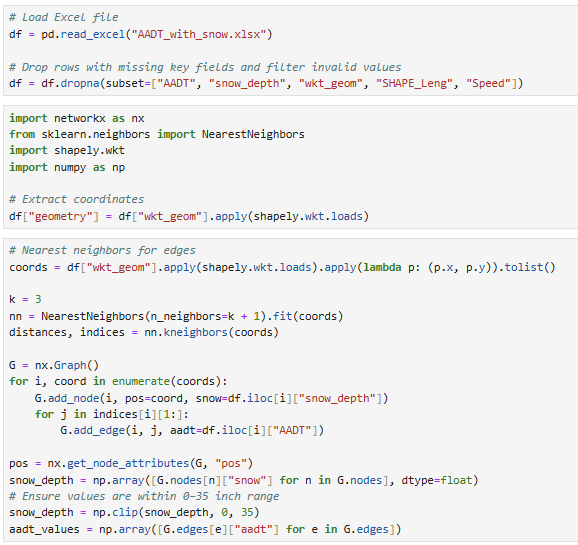 # Load Excel file
df = pd.read_excel("AADT_with_snow.xlsx")
# Drop rows with missing key fields and filter invalid values
df = df.dropna(subset=["AADT", "snow_depth", "wkt_geom", "SHAPE_Leng", "Speed"])
import networkx as nx
from sklearn.neighbors import NearestNeighbors
import shapely.wkt
import numpy as np
# Extract coordinates
df["geometry"] = df["wkt_geom"].apply(shapely.wkt.loads)
# Nearest neighbors for edges
coords = df["wkt_geom"].apply(shapely.wkt.loads).apply(lambda p: (p.x, p.y)).tolist()
k = 3
nn = NearestNeighbors(n_neighbors=k + 1).fit(coords)
distances, indices = nn.kneighbors(coords)
G = nx.Graph()
for i, coord in enumerate(coords):
    G.add_node(i, pos=coord, snow=df.iloc[i]["snow_depth"])
    for j in indices[i][1:]:
        G.add_edge(i, j, aadt=df.iloc[i]["AADT"])
pos = nx.get_node_attributes(G, "pos")
snow_depth = np.array([G.nodes[n]["snow"] for n in G.nodes], dtype=float)
# Ensure values are within 0–35 inch range
snow_depth = np.clip(snow_depth, 0, 35)
aadt_values = np.array([G.edges[e]["aadt"] for e in G.edges])